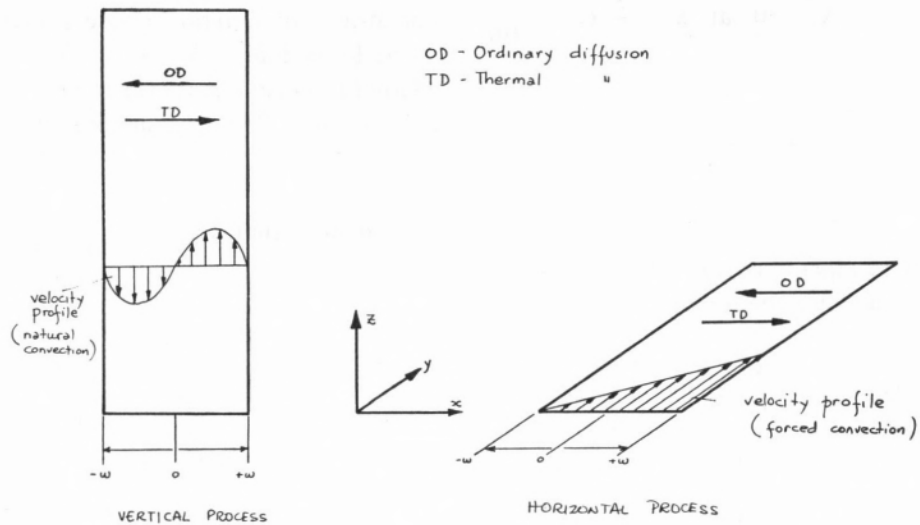 OD - Ordinary diffusion
TD - Thermal "
OD
TD
velocity
profile
(natural
convection)
-ω 0 +ω
VERTICAL PROCESS
z
y
x
OD
TD
velocity profile
(forced convection)
-ω 0 +ω
HORIZONTAL PROCESS